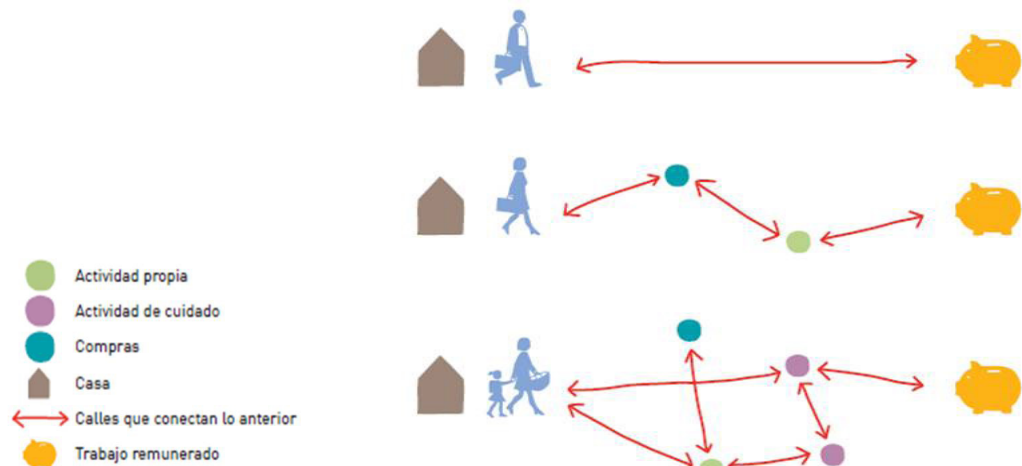 Actividad propia
Actividad de cuidado
Compras
Casa
Calles que conectan lo anterior
Trabajo remunerado